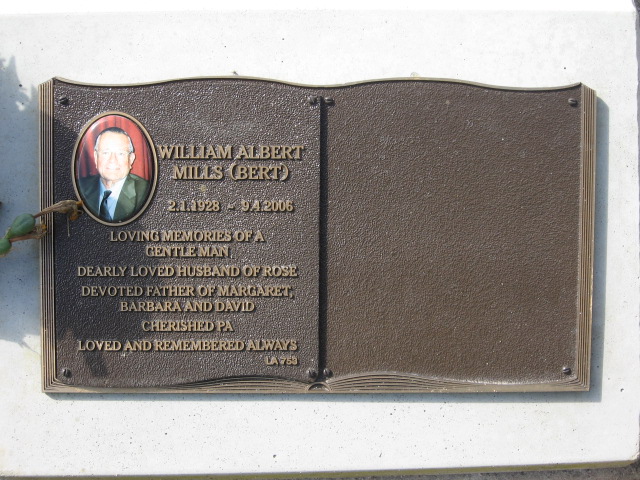 WILLIAM ALBERT
MILLS (BERT)
2.1.1928 - 9.4.2006
LOVING MEMORIES OF A
GENTLE MAN
DEARLY LOVED HUSBAND OF ROSE
DEVOTED FATHER OF MARGARET,
BARBARA AND DAVID
CHERISHED PA
LOVED AND REMEMBERED ALWAYS
LA 753